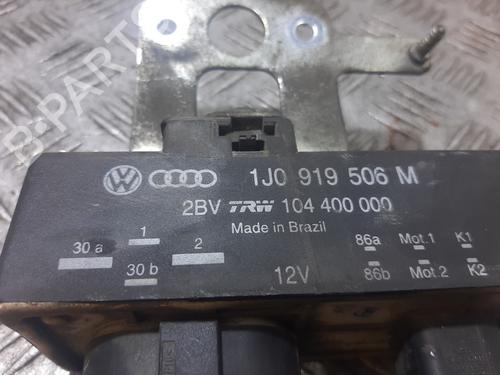 B-PARTS
1J0 919 506 M
2BV TRW 104 400 000
Made in Brazil
30 a 1 2 86a Mot.1 K1
30 b 12V 86b Mot.2 K2